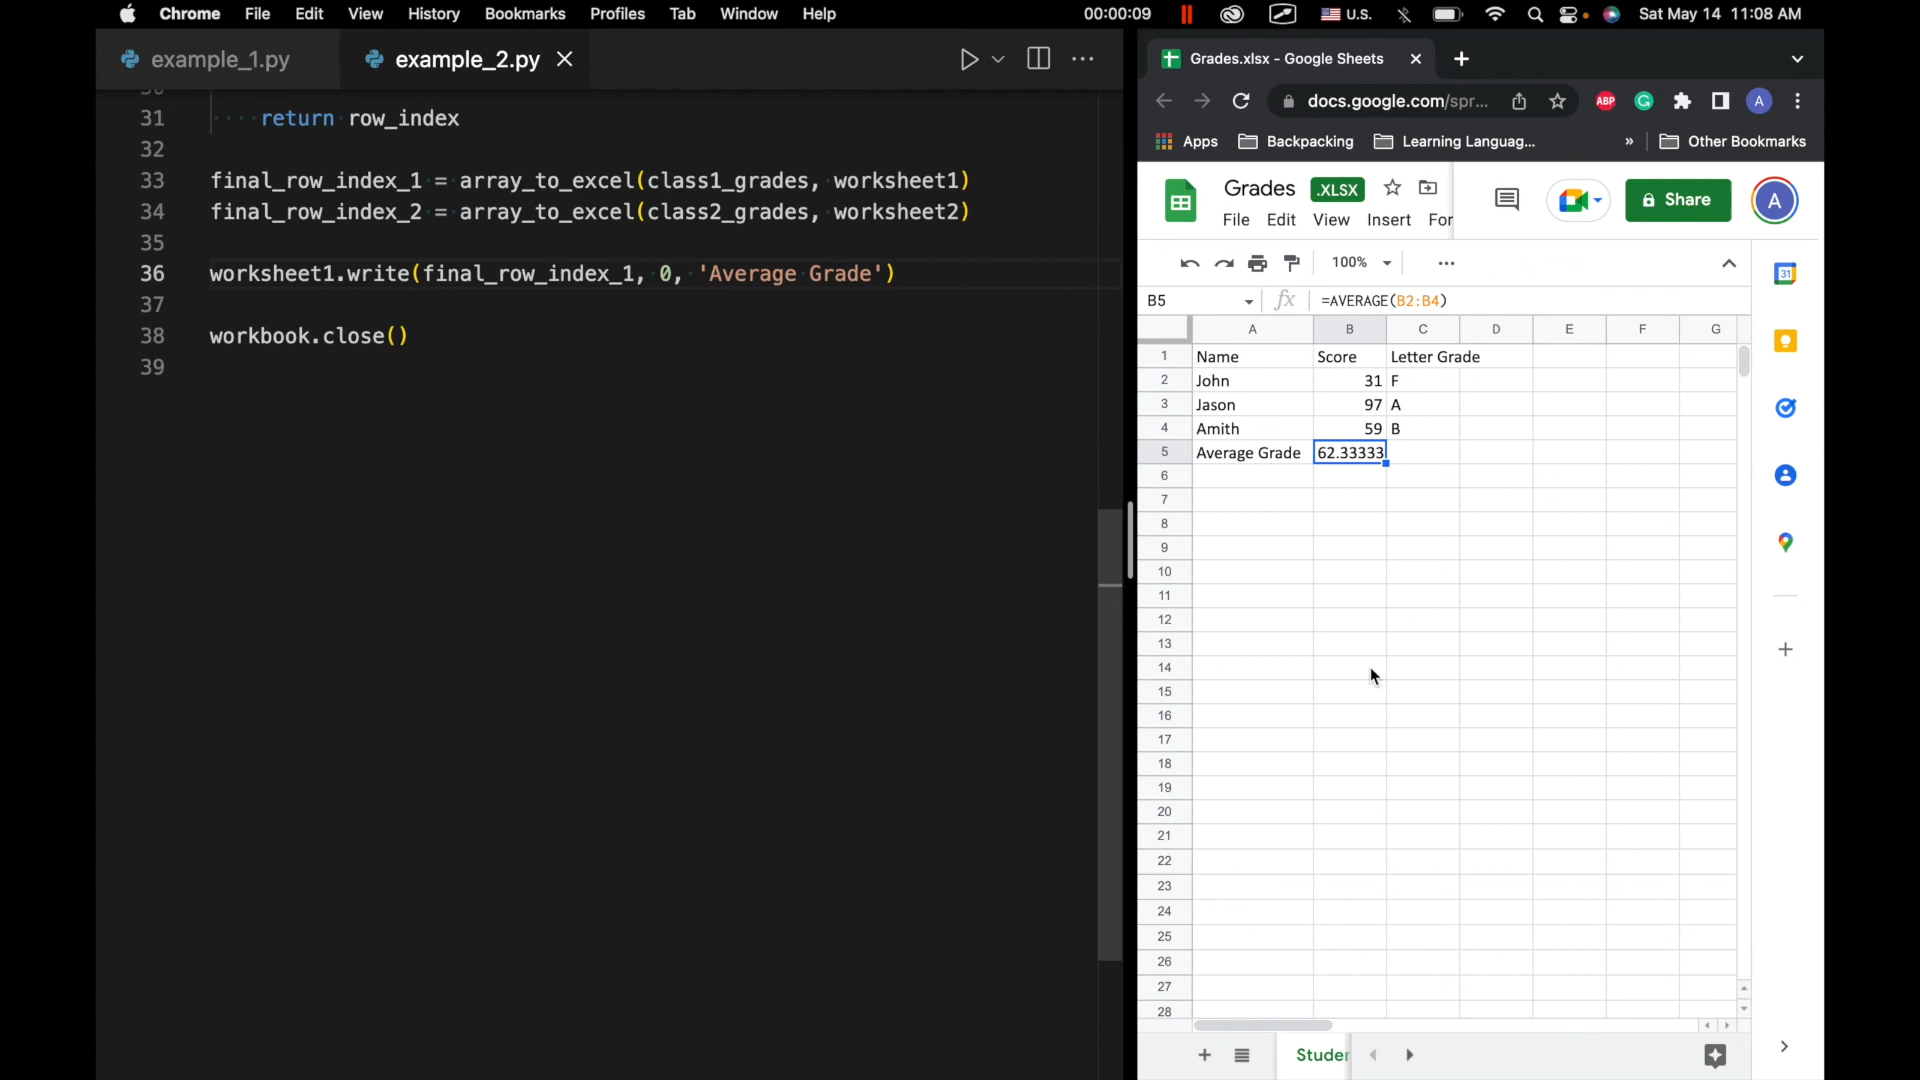 Chrome File Edit View History Bookmarks Profiles Tab Window Help 00:00:09 U.S. Sat May 14 11:08 AM
example_1.py example_2.py
31 return row_index
32
33 final_row_index_1 = array_to_excel(class1_grades, worksheet1)
34 final_row_index_2 = array_to_excel(class2_grades, worksheet2)
35
36 worksheet1.write(final_row_index_1, 0, 'Average Grade')
37
38 workbook.close()
39
Grades.xlsx - Google Sheets
docs.google.com/spr... ABP A
Apps Backpacking Learning Languag... » Other Bookmarks
Grades .XLSX Share A
File Edit View Insert For
100%
31
B5 fx =AVERAGE(B2:B4)
A B C D E F G
1 Name Score Letter Grade
2 John 31 F
3 Jason 97 A
4 Amith 59 B
5 Average Grade 62.33333
6
7
8
9
10
11
12
13
14
15
16
17
18
19
20
21
22
23
24
25
26
27
28
Studer